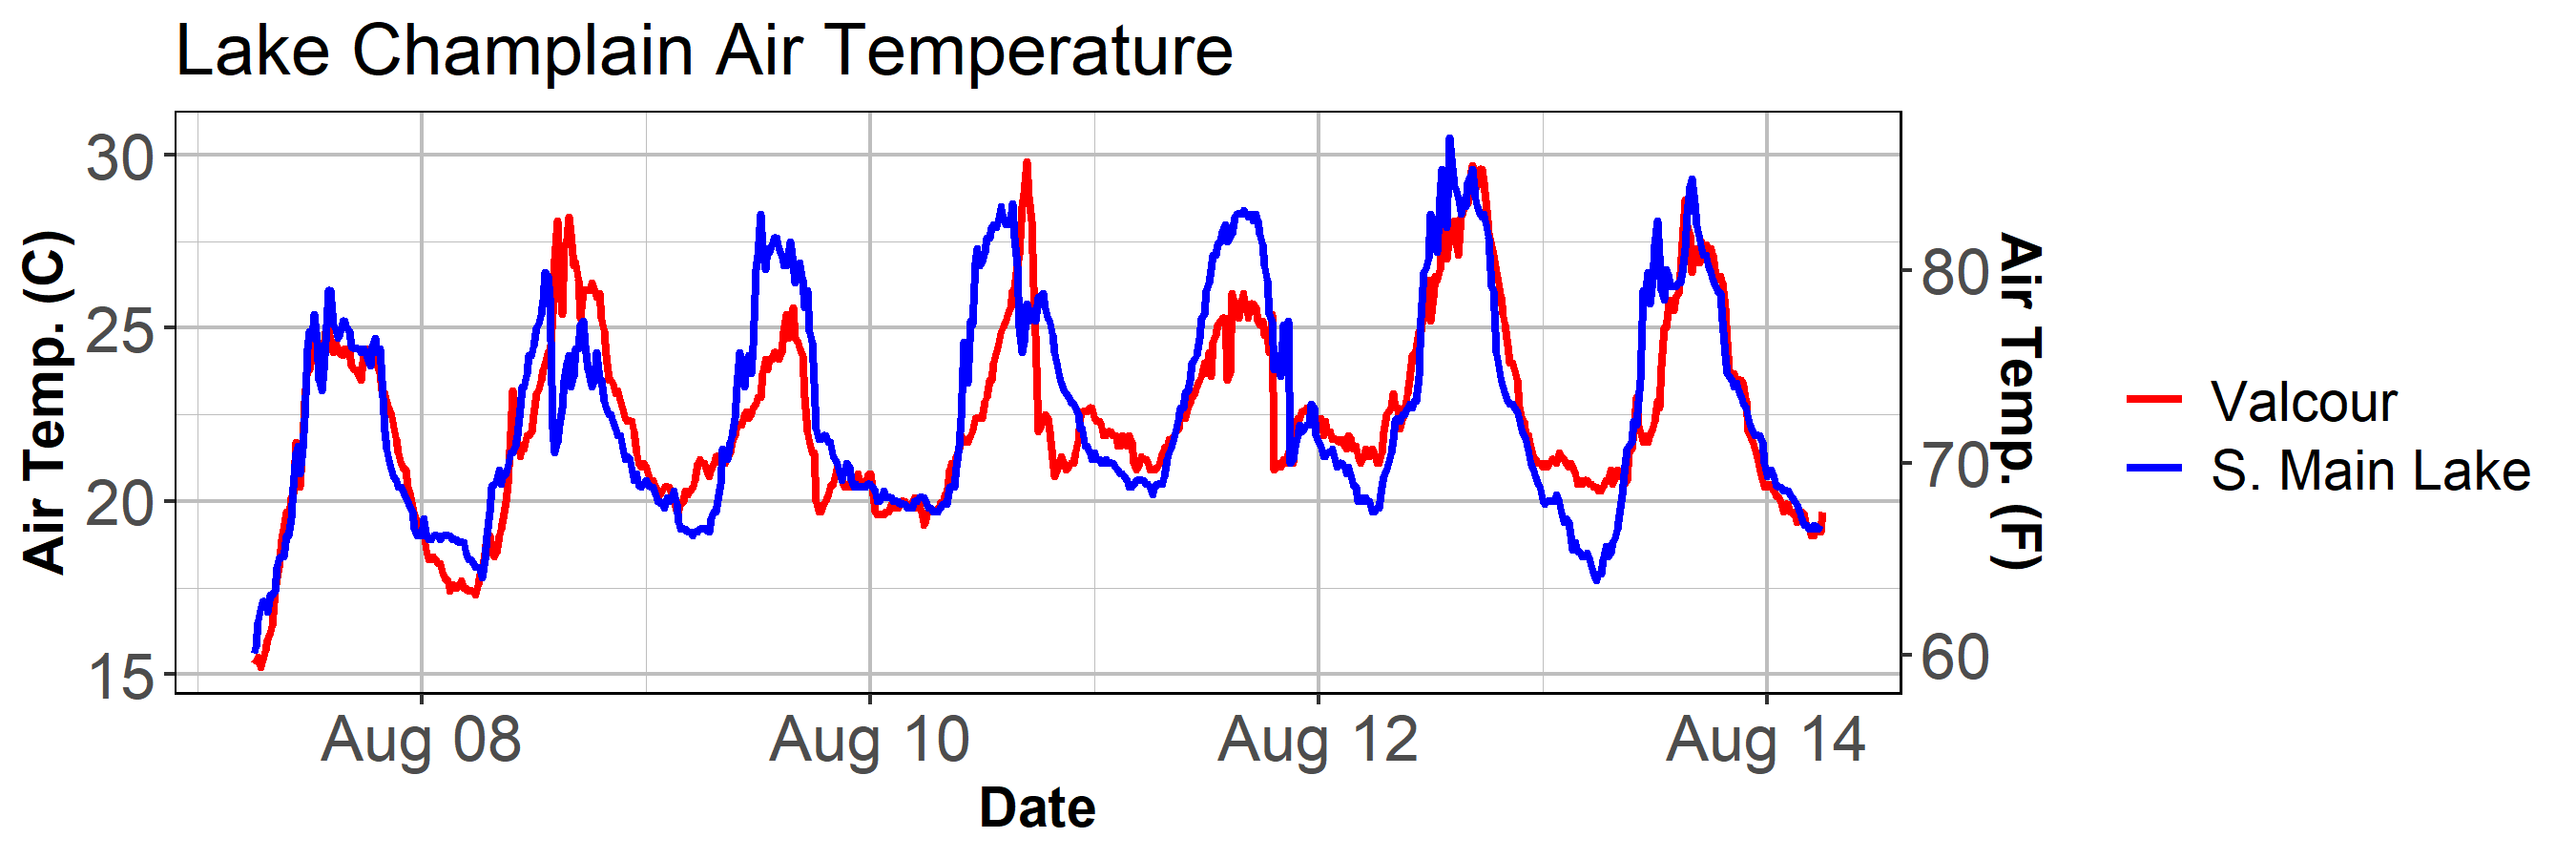 Lake Champlain Air Temperature
Air Temp. (C)
30
25
20
15
80
70
60
Air Temp. (F)
Aug 08 Aug 10 Aug 12 Aug 14
Date
Valcour
S. Main Lake